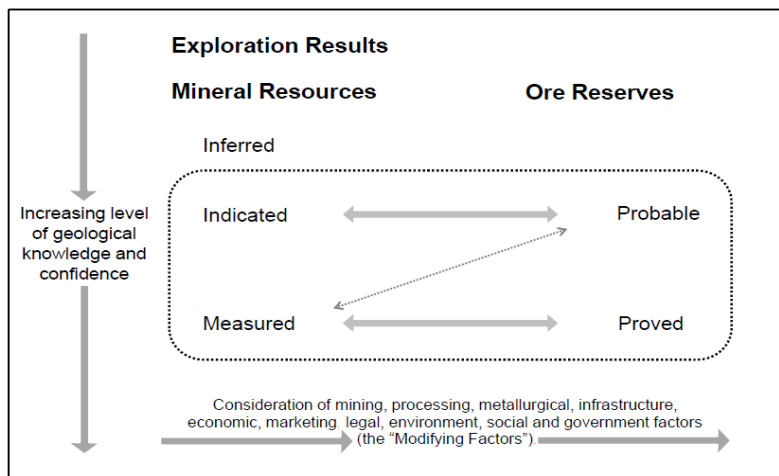 Exploration Results
Mineral Resources
Ore Reserves
Inferred
Increasing level
of geological
knowledge and
confidence
Indicated
Probable
Measured
Proved
Consideration of mining, processing, metallurgical, infrastructure,
economic, marketing, legal, environment, social and government factors
(the “Modifying Factors”).